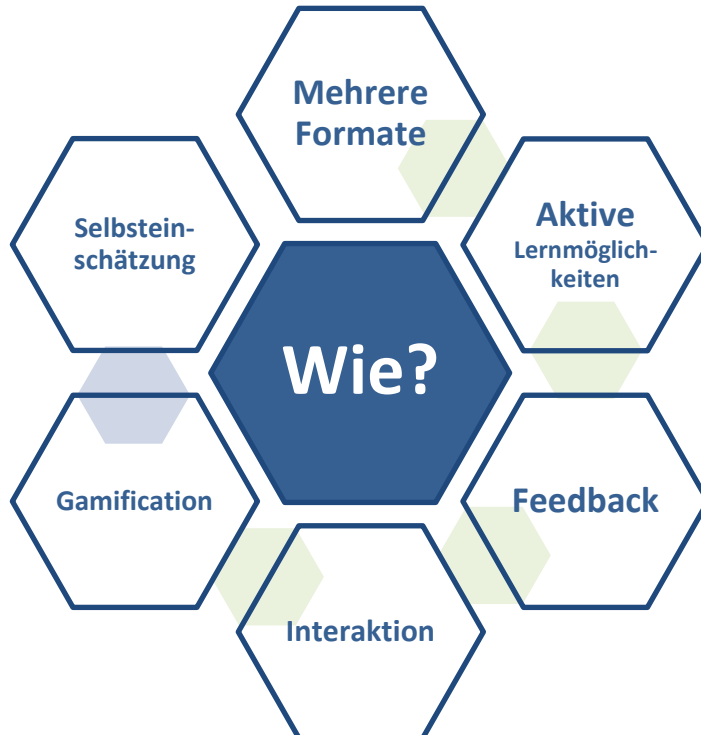 Mehrere
Formate
Aktive
Lernmöglich-
keiten
Selbstein-
schätzung
Wie?
Gamification
Feedback
Interaktion